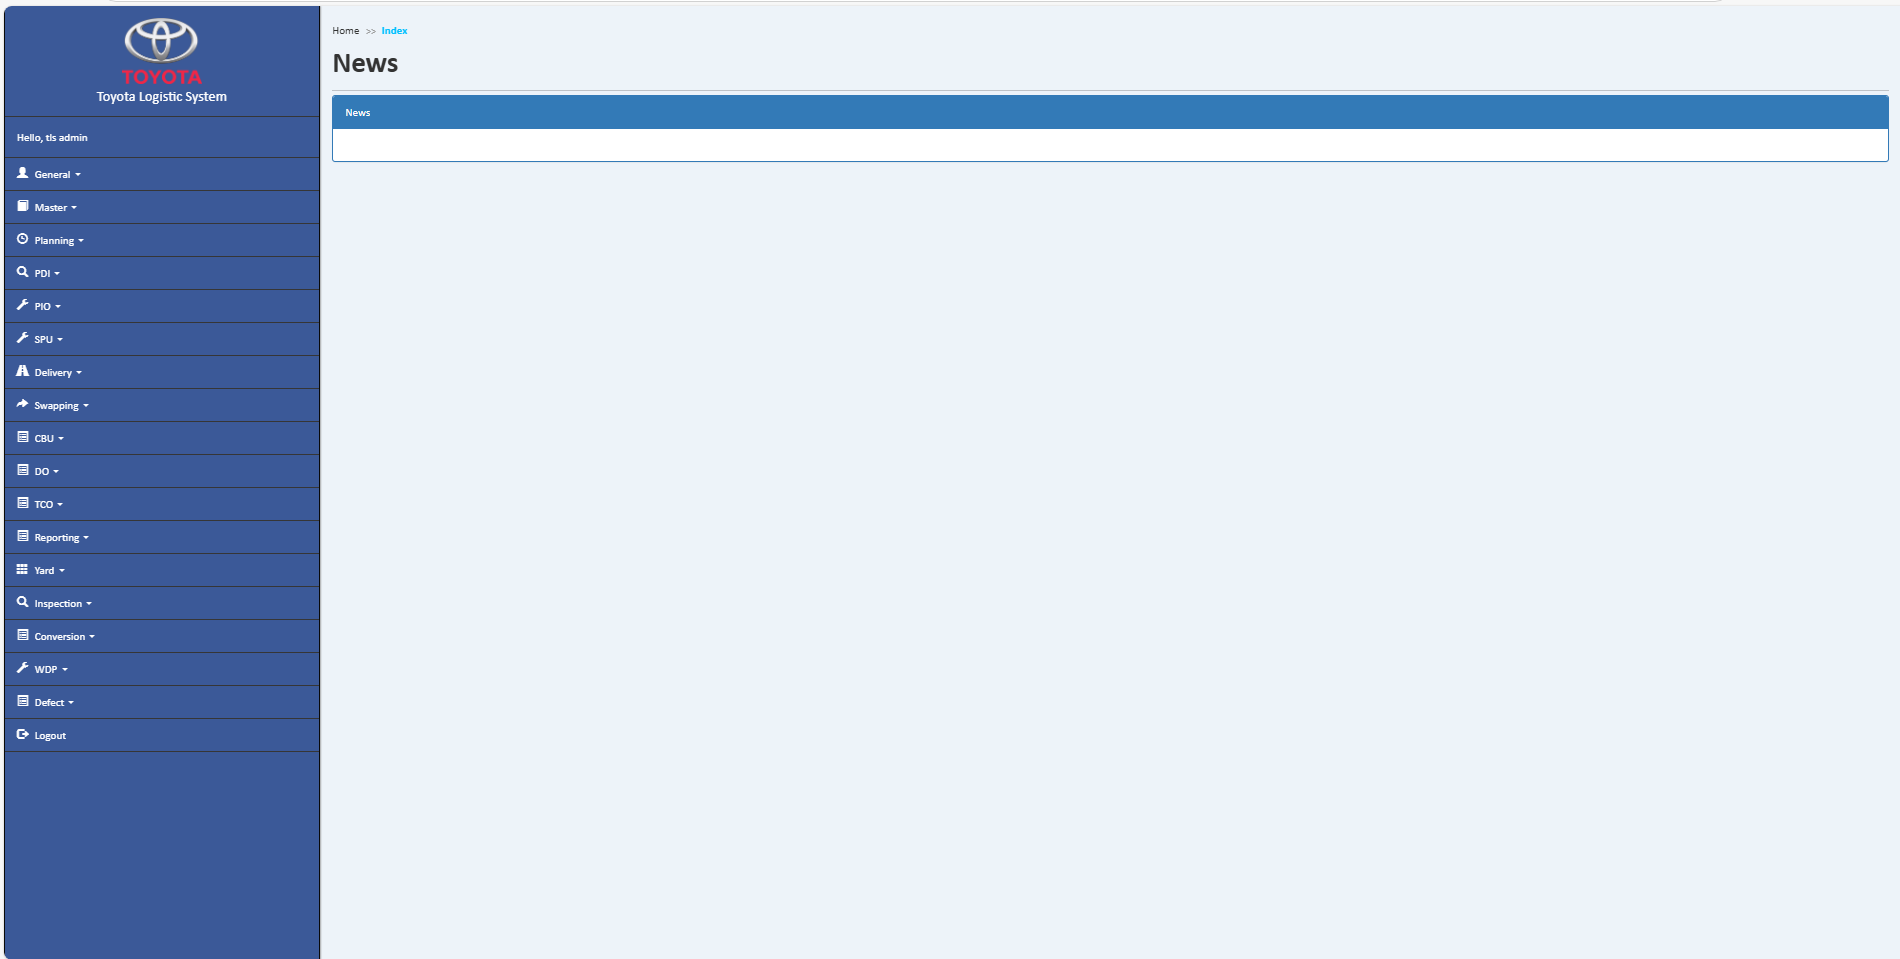 TOYOTA
Toyota Logistic System
Hello, tls admin
General
Master
Planning
PDI
PIO
SPU
Delivery
Swapping
CBU
DO
TCO
Reporting
Yard
Inspection
Conversion
WDP
Defect
Logout
Home >> Index
News
News